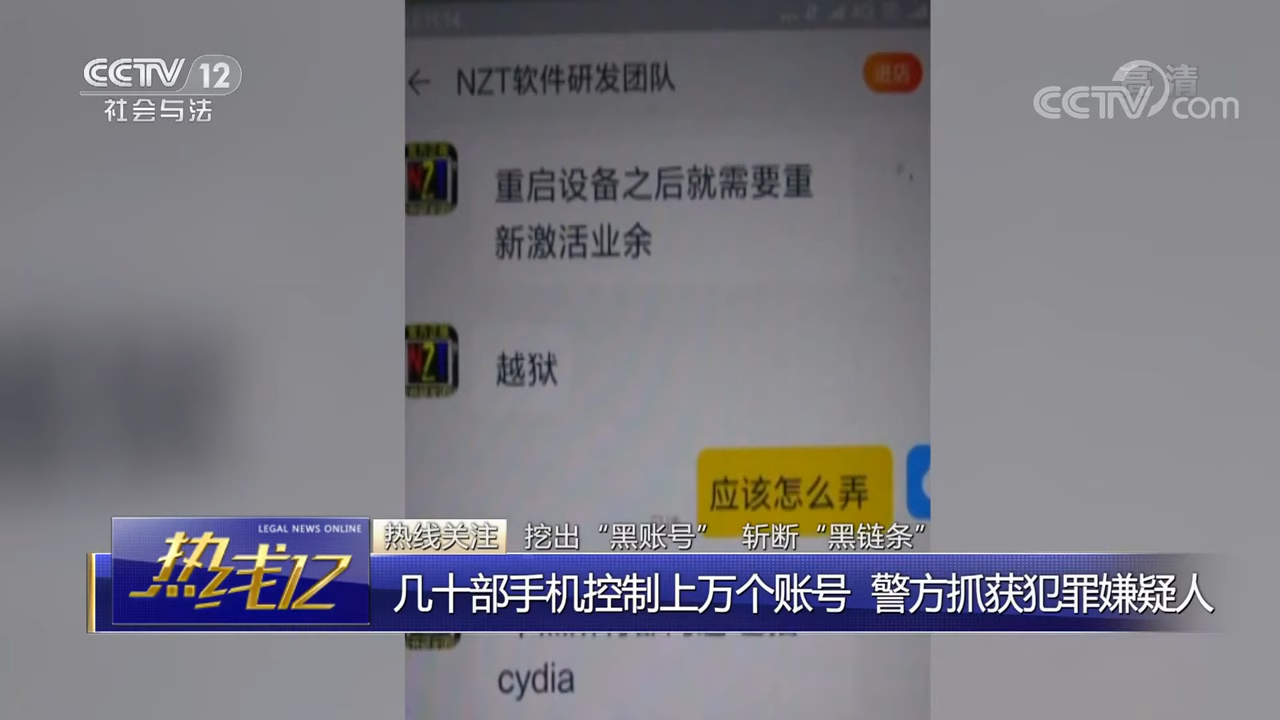 CCTV 12
社会与法
高清
CCTV.com
NZT软件研发团队
进店
重启设备之后就需要重
新激活业余
越狱
应该怎么弄
LEGAL NEWS ONLINE
热线12
热线关注 挖出“黑账号” 斩断“黑链条”
几十部手机控制上万个账号 警方抓获犯罪嫌疑人
cydia